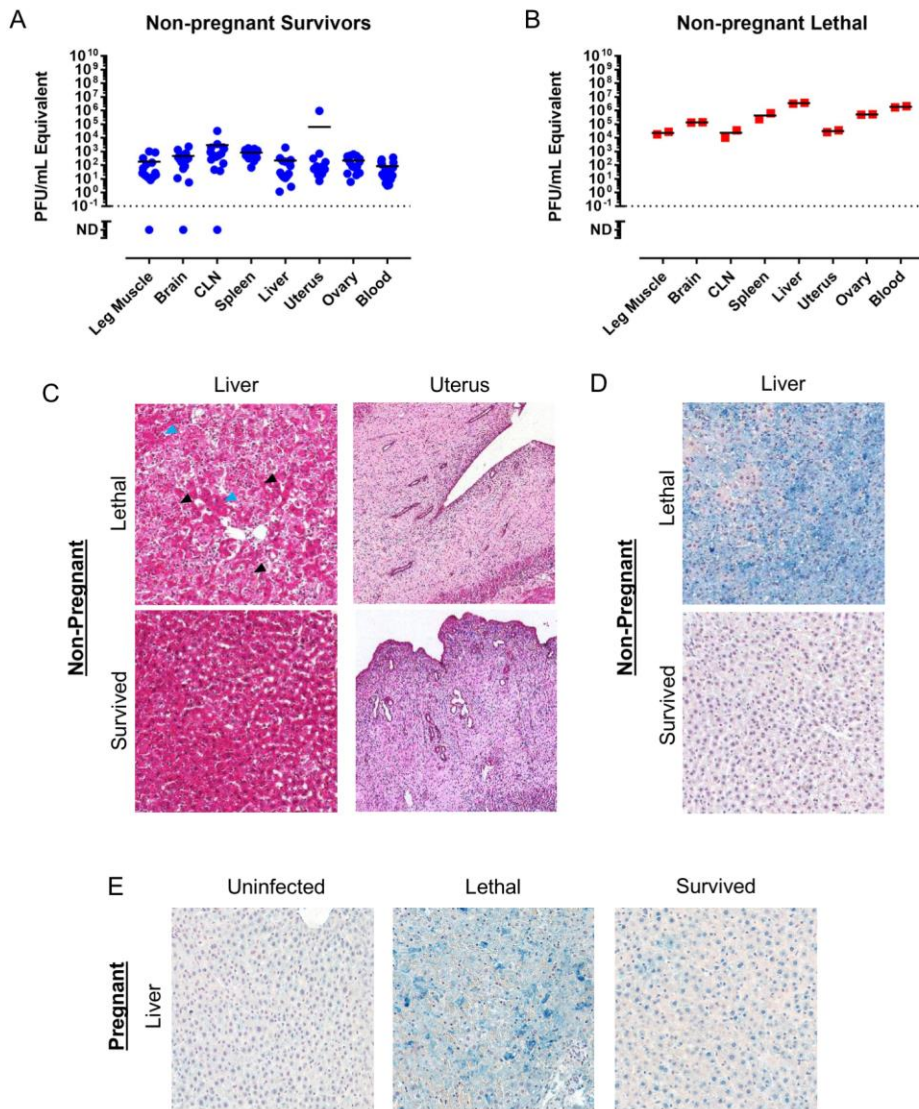 A
Non-pregnant Survivors
PFU/mL Equivalent
10^10
10^9
10^8
10^7
10^6
10^5
10^4
10^3
10^2
10^1
10^0
10^-1
ND
Leg Muscle
Brain
CLN
Spleen
Liver
Uterus
Ovary
Blood
B
Non-pregnant Lethal
PFU/mL Equivalent
10^10
10^9
10^8
10^7
10^6
10^5
10^4
10^3
10^2
10^1
10^0
10^-1
ND
Leg Muscle
Brain
CLN
Spleen
Liver
Uterus
Ovary
Blood
C
Liver
Uterus
Non-Pregnant
Lethal
Survived
D
Liver
Non-Pregnant
Lethal
Survived
E
Uninfected
Lethal
Survived
Pregnant
Liver